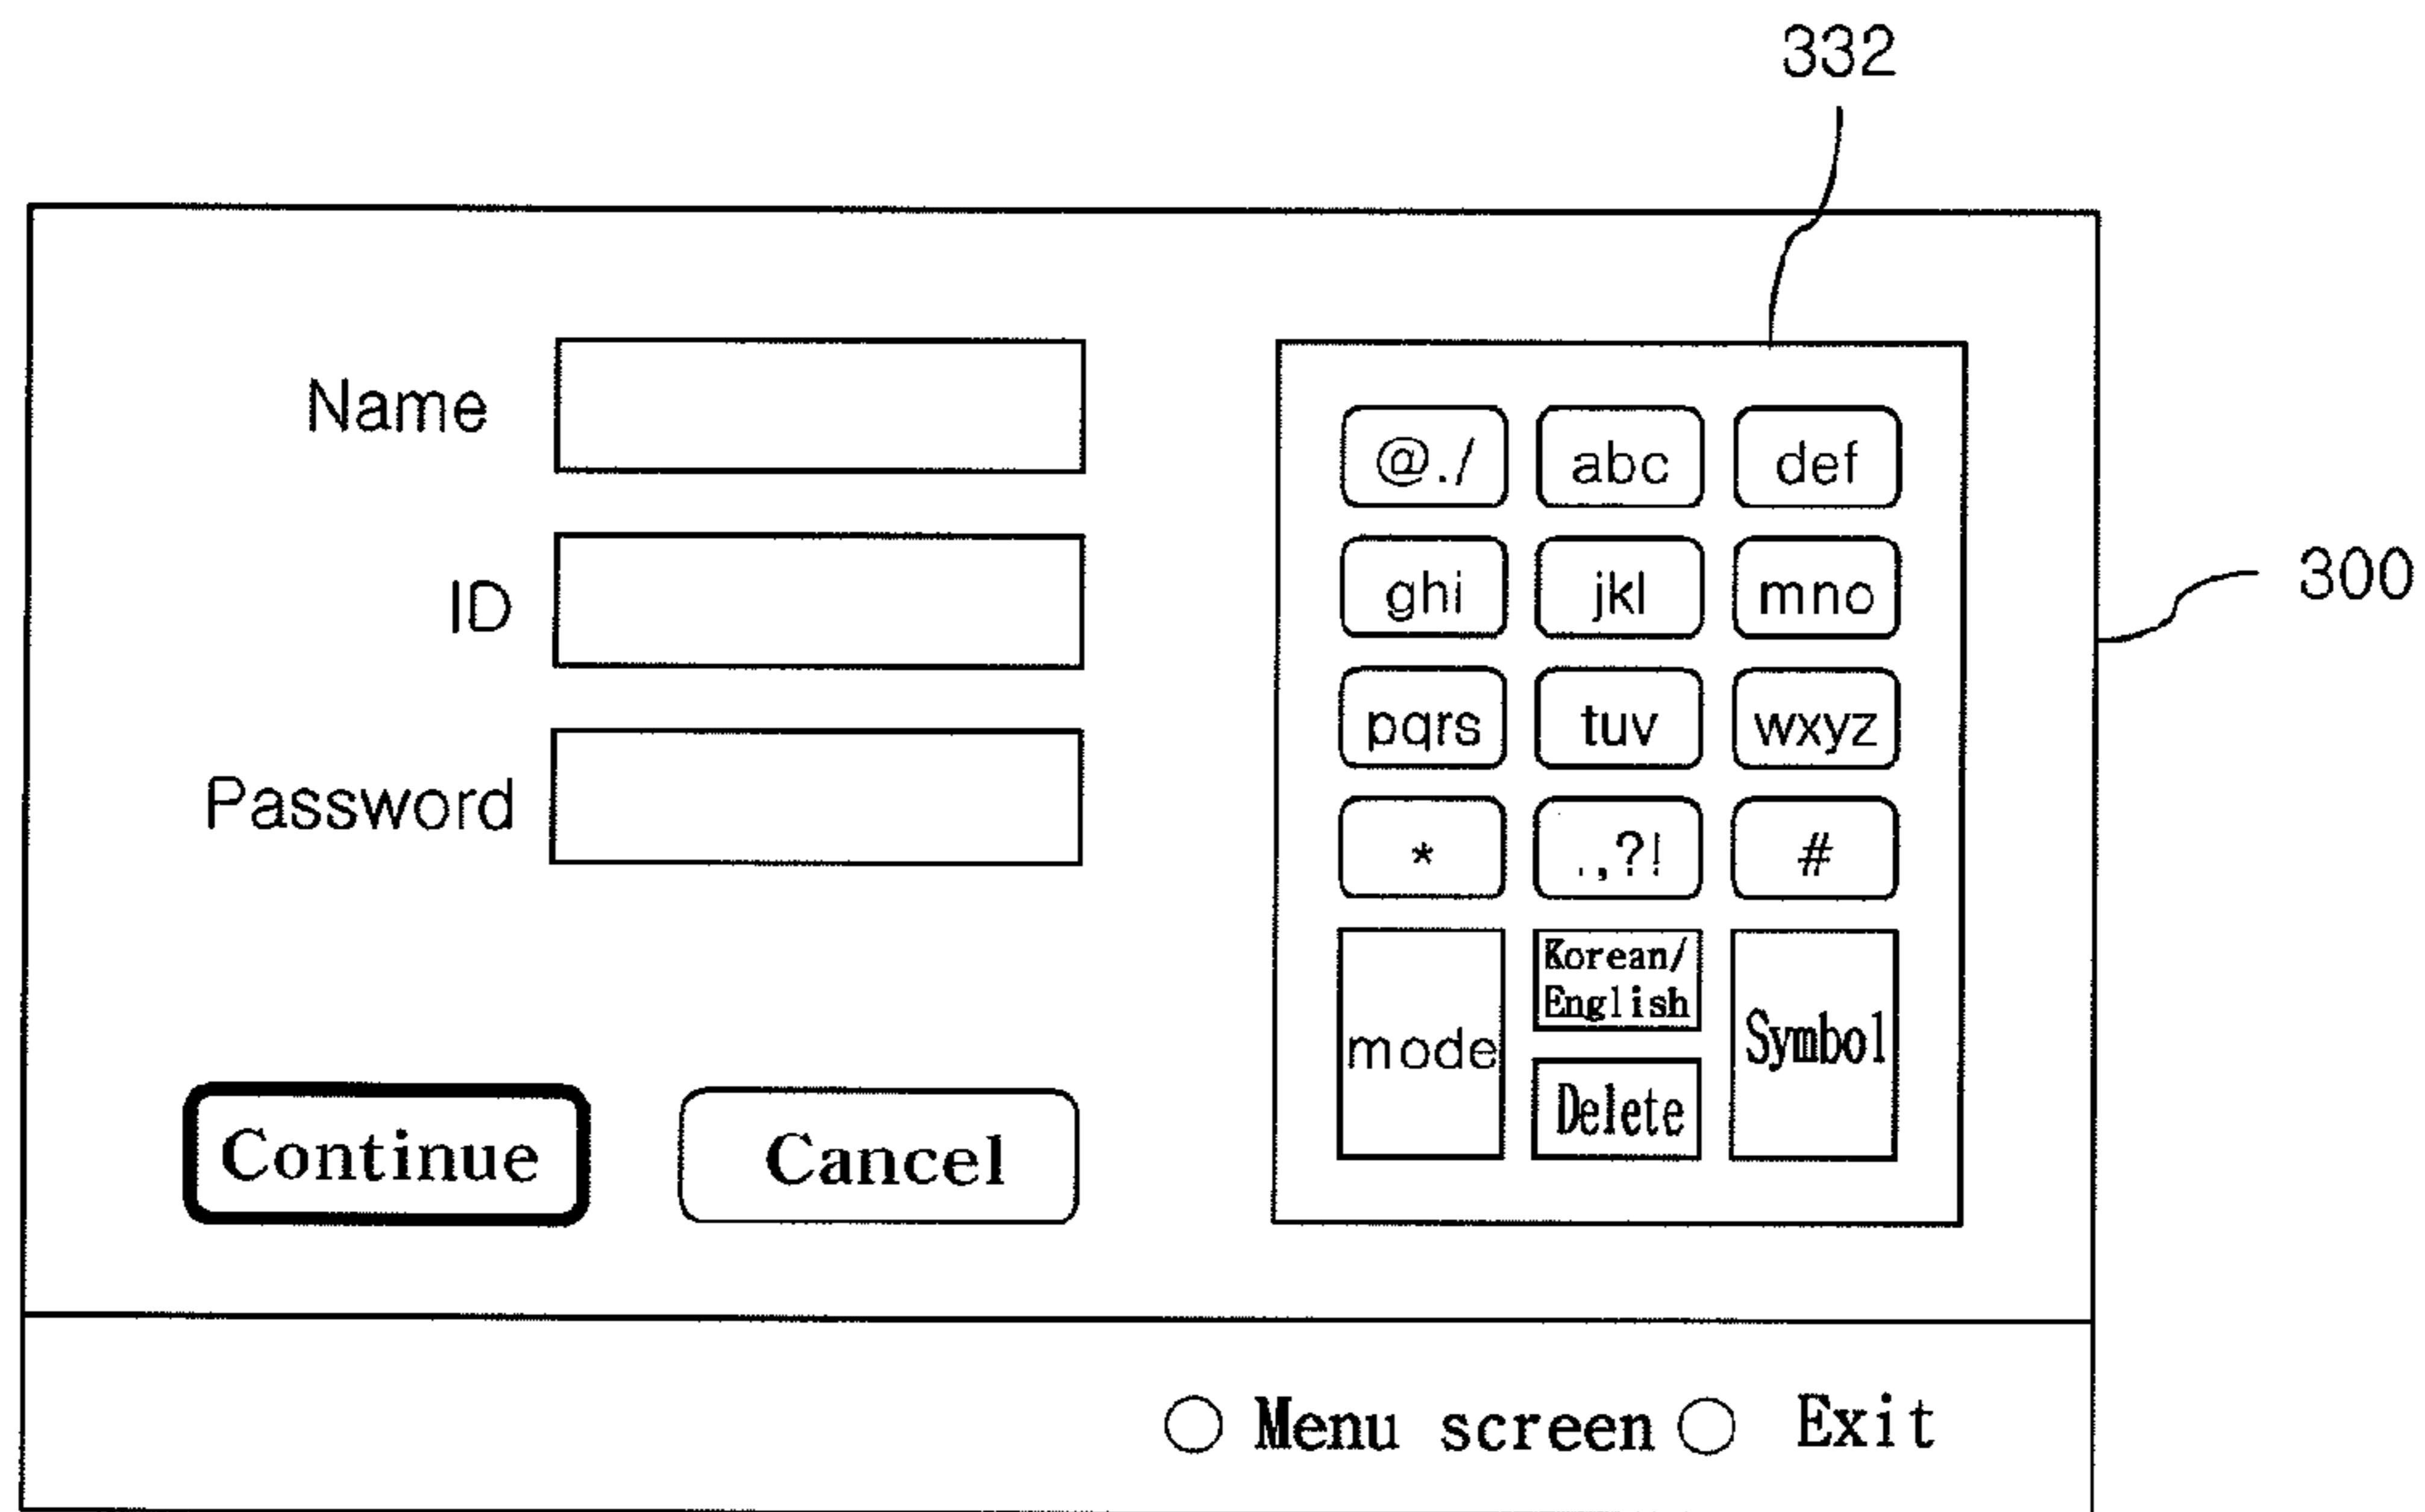 332
Name
@./ abc def
300
ID
ghi jkl mno
Password
pqrs tuv wxyz
* .,?! #
mode
Korean/
English
Symbol
Delete
Continue Cancel
Menu screen Exit